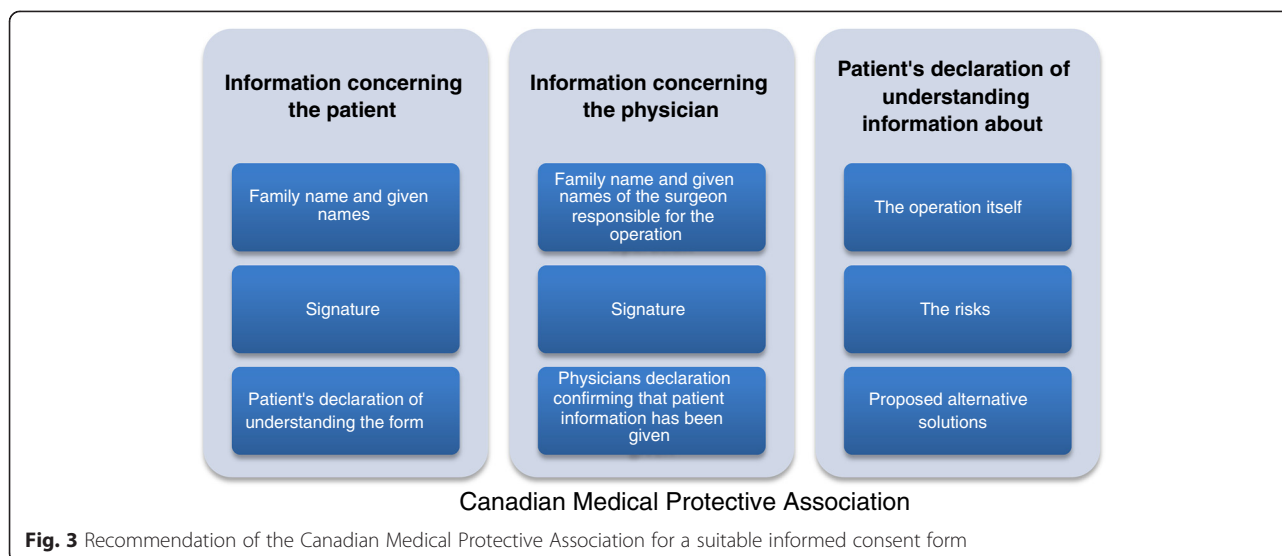 Information concerning
the patient
Family name and given
names
Signature
Patient's declaration of
understanding the form
Information concerning
the physician
Family name and given
names of the surgeon
responsible for the
operation
Signature
Physicians declaration
confirming that patient
information has been
given
Patient's declaration of
understanding
information about
The operation itself
The risks
Proposed alternative
solutions
Canadian Medical Protective Association
Fig. 3 Recommendation of the Canadian Medical Protective Association for a suitable informed consent form